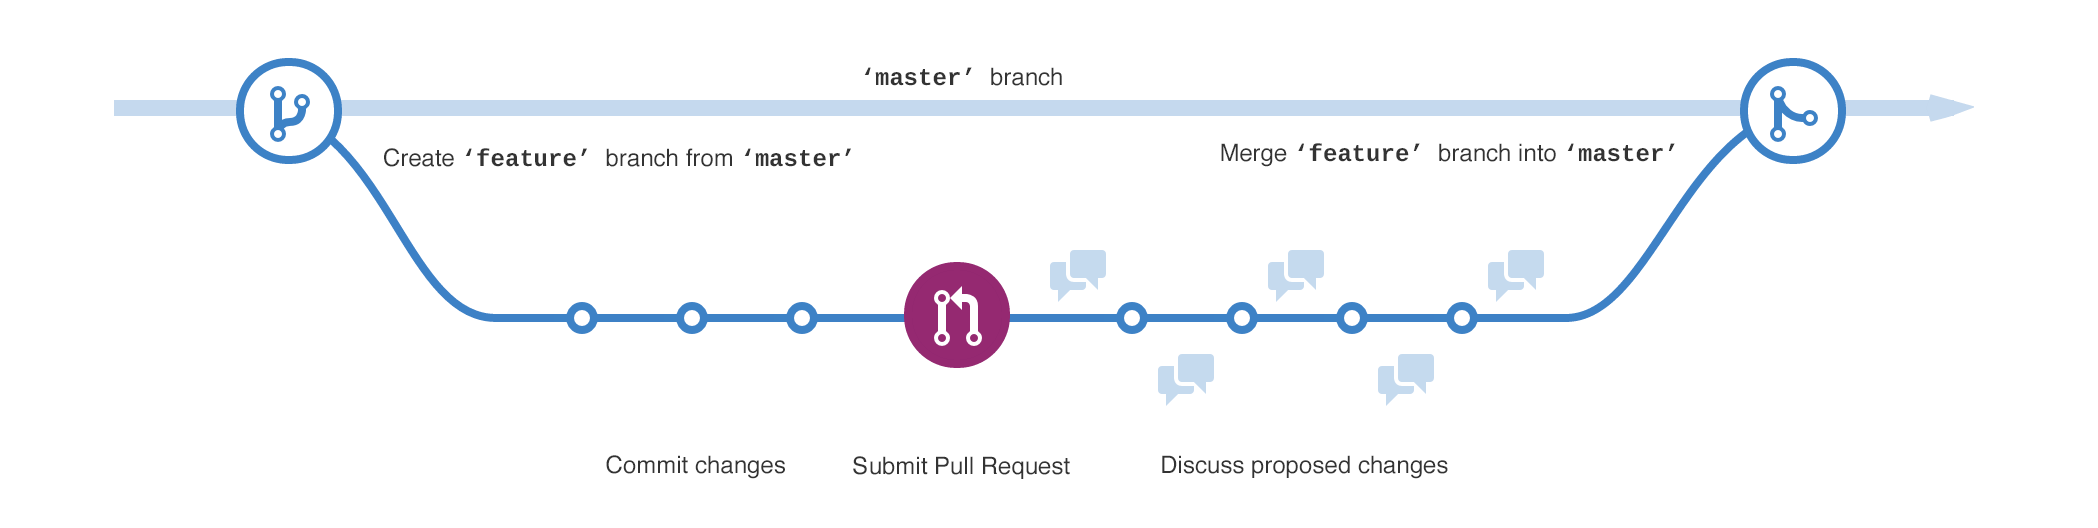 ‘master’ branch
Create ‘feature’ branch from ‘master’
Merge ‘feature’ branch into ‘master’
Commit changes
Submit Pull Request
Discuss proposed changes